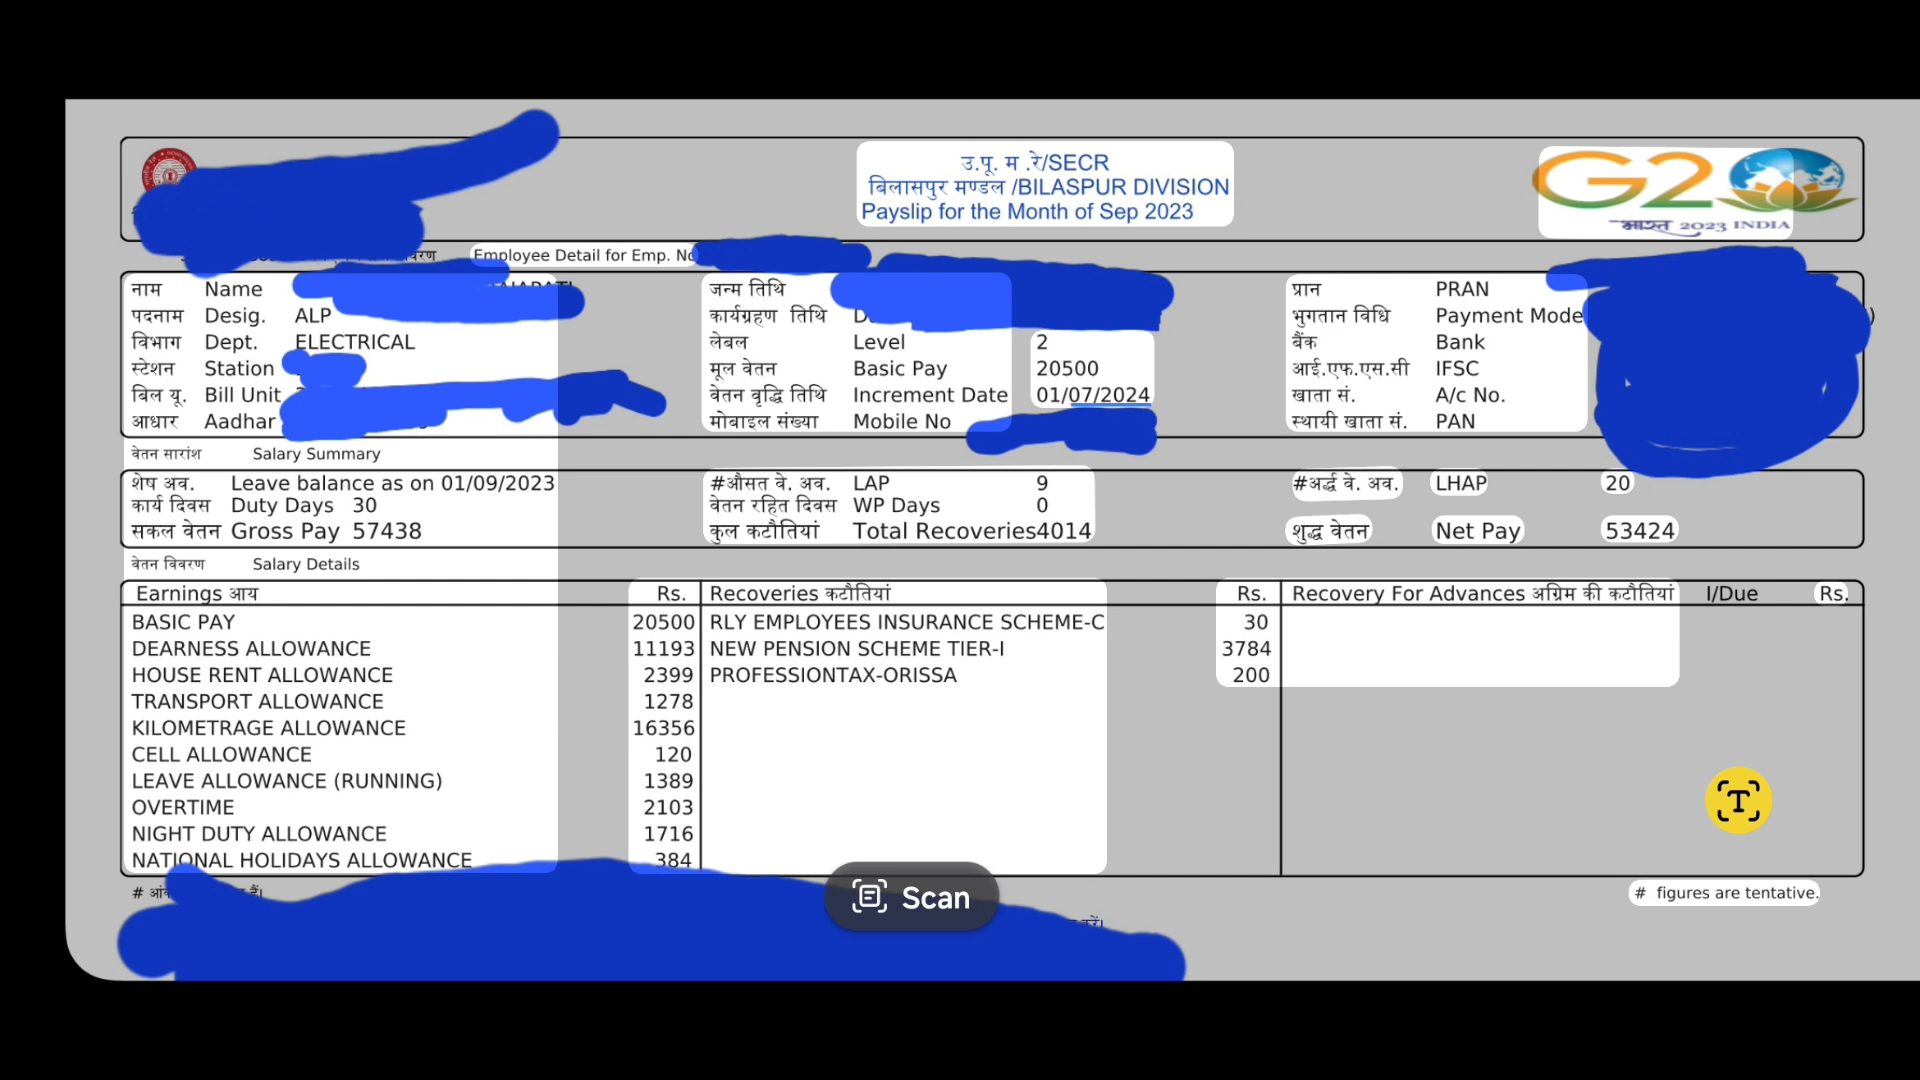 उ.पू. म .रे/SECR
बिलासपुर मण्डल /BILASPUR DIVISION
Payslip for the Month of Sep 2023
G20
भारत 2023 INDIA
Employee Detail for Emp. No
नाम Name
पदनाम Desig. ALP
विभाग Dept. ELECTRICAL
स्टेशन Station
बिल यू. Bill Unit
आधार Aadhar
जन्म तिथि
कार्यग्रहण तिथि
लेबल Level 2
मूल वेतन Basic Pay 20500
वेतन वृद्धि तिथि Increment Date 01/07/2024
मोबाइल संख्या Mobile No
प्रान PRAN
भुगतान विधि Payment Mode
बैंक Bank
आई.एफ.एस.सी IFSC
खाता सं. A/c No.
स्थायी खाता सं. PAN
वेतन सारांश Salary Summary
शेष अव. Leave balance as on 01/09/2023 #औसत वे. अव. LAP 9 #अर्द्ध वे. अव. LHAP 20
कार्य दिवस Duty Days 30 वेतन रहित दिवस WP Days 0
सकल वेतन Gross Pay 57438 कुल कटौतियां Total Recoveries4014 शुद्ध वेतन Net Pay 53424
वेतन विवरण Salary Details
Earnings आय Rs. Recoveries कटौतियां Rs. Recovery For Advances अग्रिम की कटौतियां I/Due Rs.
BASIC PAY 20500 RLY EMPLOYEES INSURANCE SCHEME-C 30
DEARNESS ALLOWANCE 11193 NEW PENSION SCHEME TIER-I 3784
HOUSE RENT ALLOWANCE 2399 PROFESSIONTAX-ORISSA 200
TRANSPORT ALLOWANCE 1278
KILOMETRAGE ALLOWANCE 16356
CELL ALLOWANCE 120
LEAVE ALLOWANCE (RUNNING) 1389
OVERTIME 2103
NIGHT DUTY ALLOWANCE 1716
NATIONAL HOLIDAYS ALLOWANCE 384
# figures are tentative.
Scan